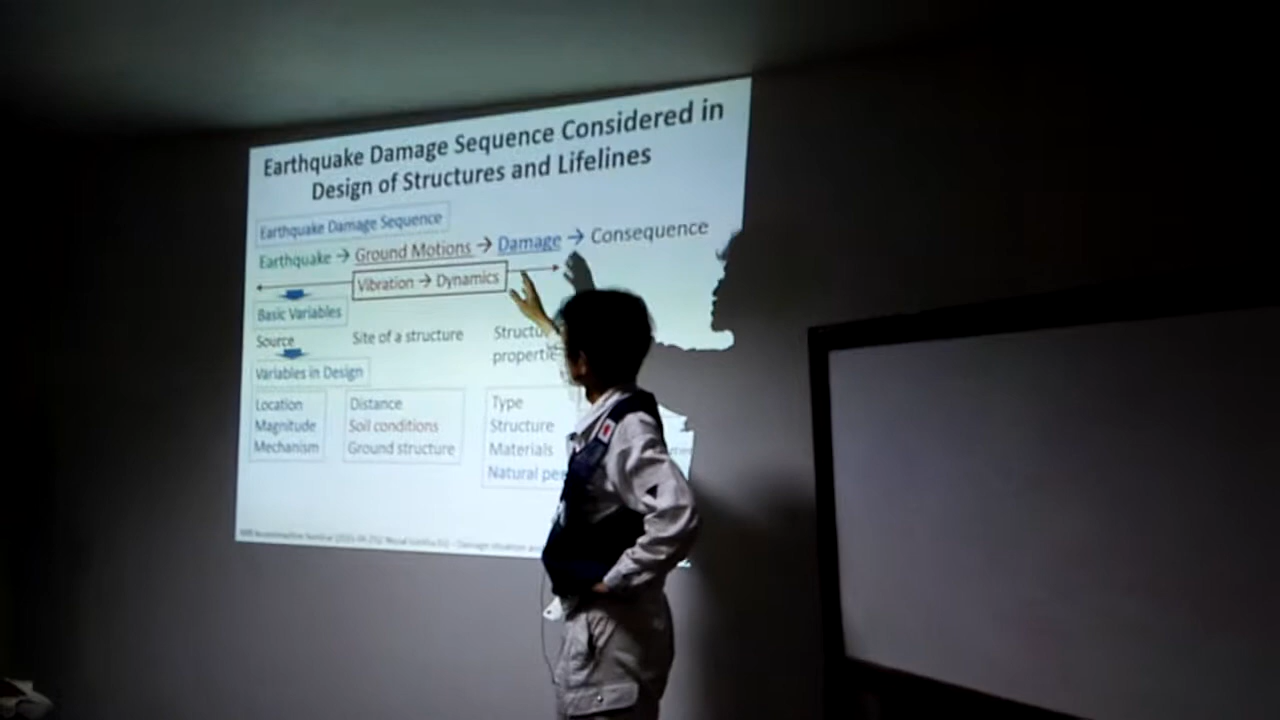 Earthquake Damage Sequence Considered in
Design of Structures and Lifelines
Earthquake Damage Sequence
Earthquake → Ground Motions → Damage → Consequence
Vibration → Dynamics
Basic Variables
Source Site of a structure Structu
propertie
Variables in Design
Location Distance Type
Magnitude Soil conditions Structure
Mechanism Ground structure Materials
Natural pe